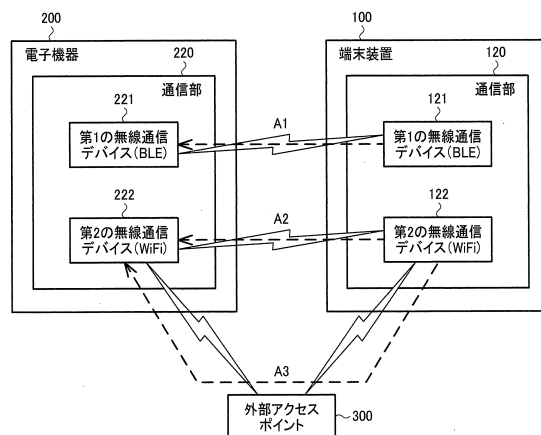 200
100
電子機器
220
端末装置
120
通信部
通信部
221
121
A1
第1の無線通信
デバイス(BLE)
第1の無線通信
デバイス(BLE)
222
122
A2
第2の無線通信
デバイス(WiFi)
第2の無線通信
デバイス(WiFi)
A3
外部アクセス
ポイント
300